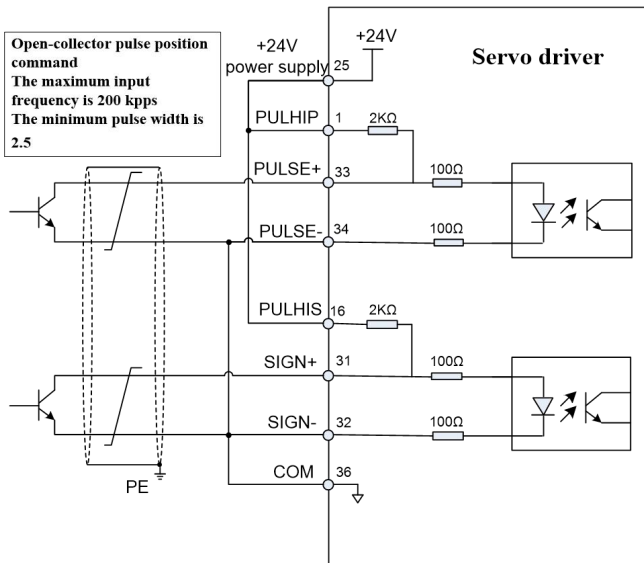 Open-collector pulse position
command
The maximum input
frequency is 200 kpps
The minimum pulse width is
2.5
+24V
power supply
25
+24V
Servo driver
PULHIP
1
2KΩ
PULSE+
33
100Ω
PULSE-
34
100Ω
PULHIS
16
2KΩ
SIGN+
31
100Ω
SIGN-
32
100Ω
COM
36
PE